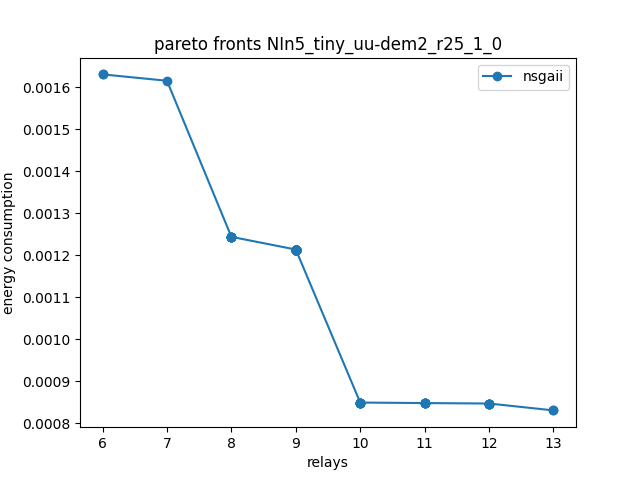 pareto fronts NIn5_tiny_uu-dem2_r25_1_0
nsgaii
energy consumption
0.0016
0.0015
0.0014
0.0013
0.0012
0.0011
0.0010
0.0009
0.0008
6 7 8 9 10 11 12 13
relays